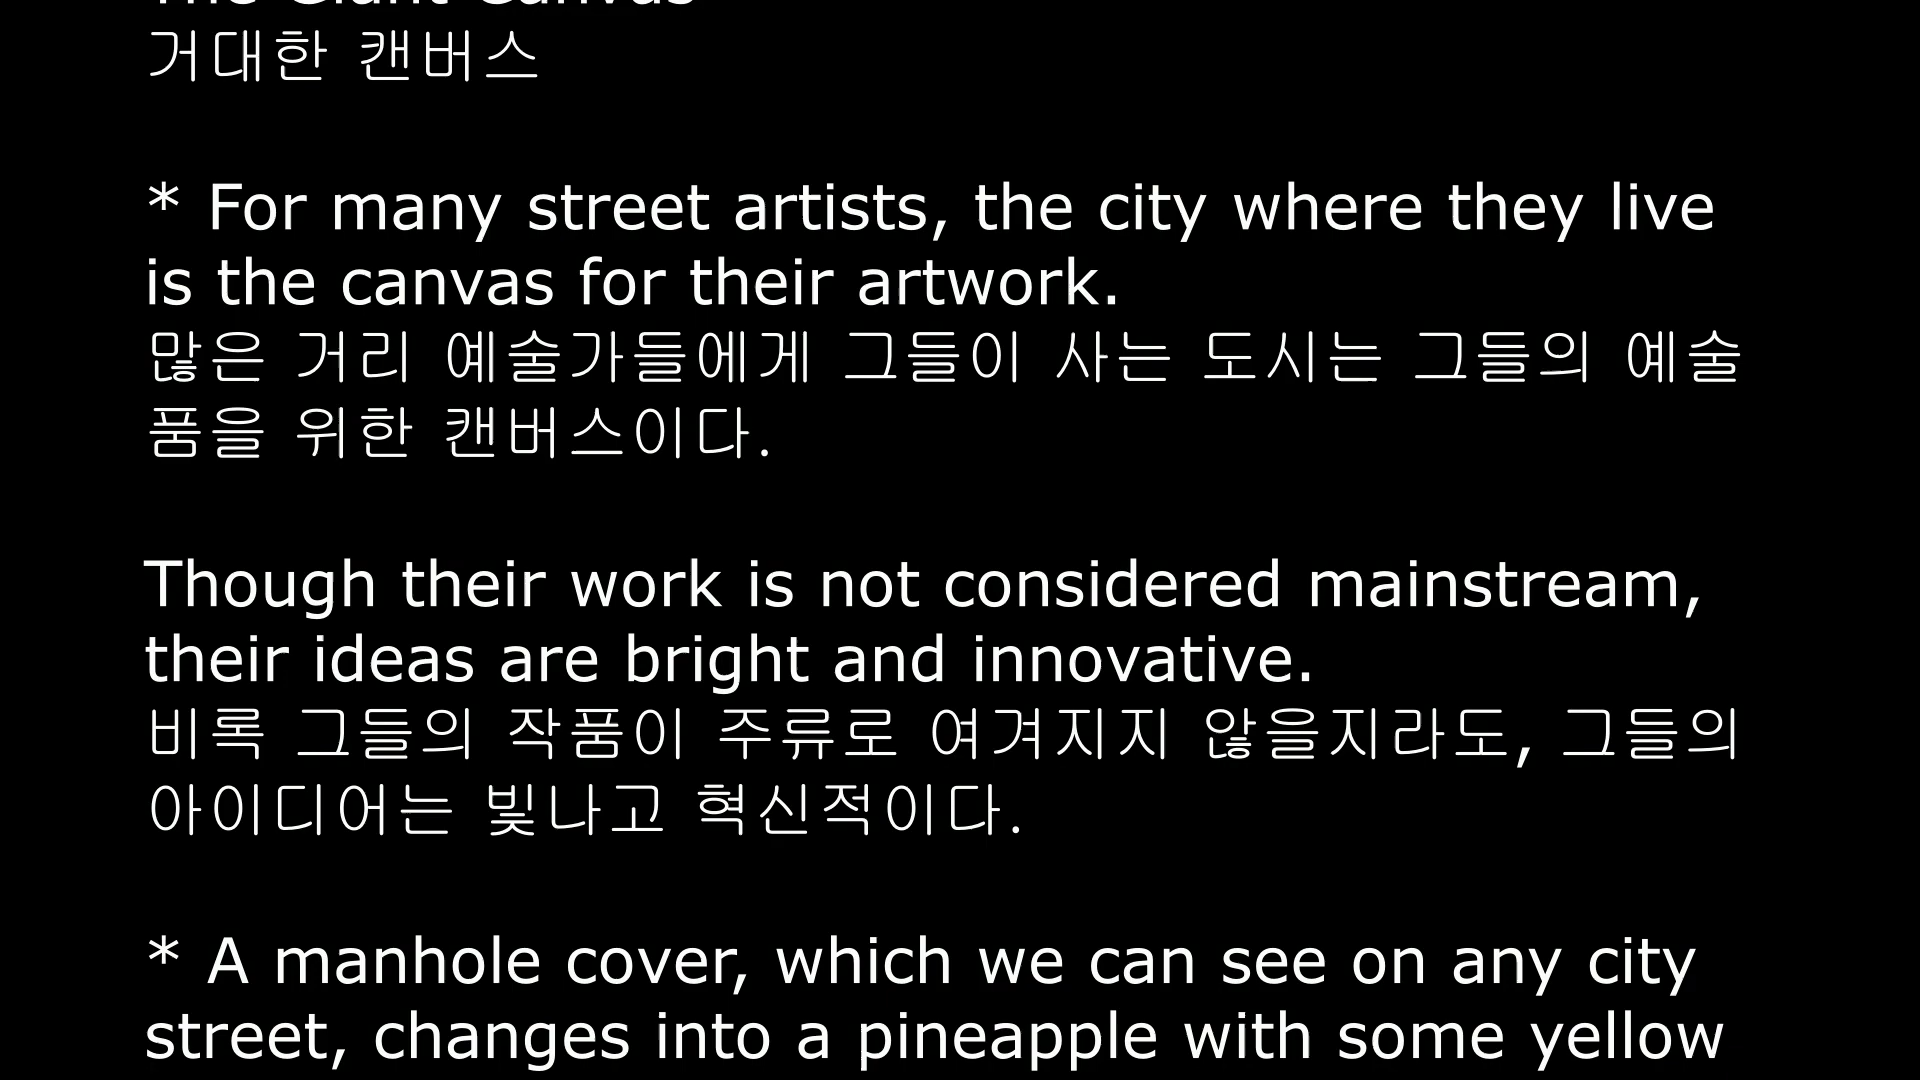 The Giant Canvas
거대한 캔버스
* For many street artists, the city where they live
is the canvas for their artwork.
많은 거리 예술가들에게 그들이 사는 도시는 그들의 예술
품을 위한 캔버스이다.
Though their work is not considered mainstream,
their ideas are bright and innovative.
비록 그들의 작품이 주류로 여겨지지 않을지라도, 그들의
아이디어는 빛나고 혁신적이다.
* A manhole cover, which we can see on any city
street, changes into a pineapple with some yellow